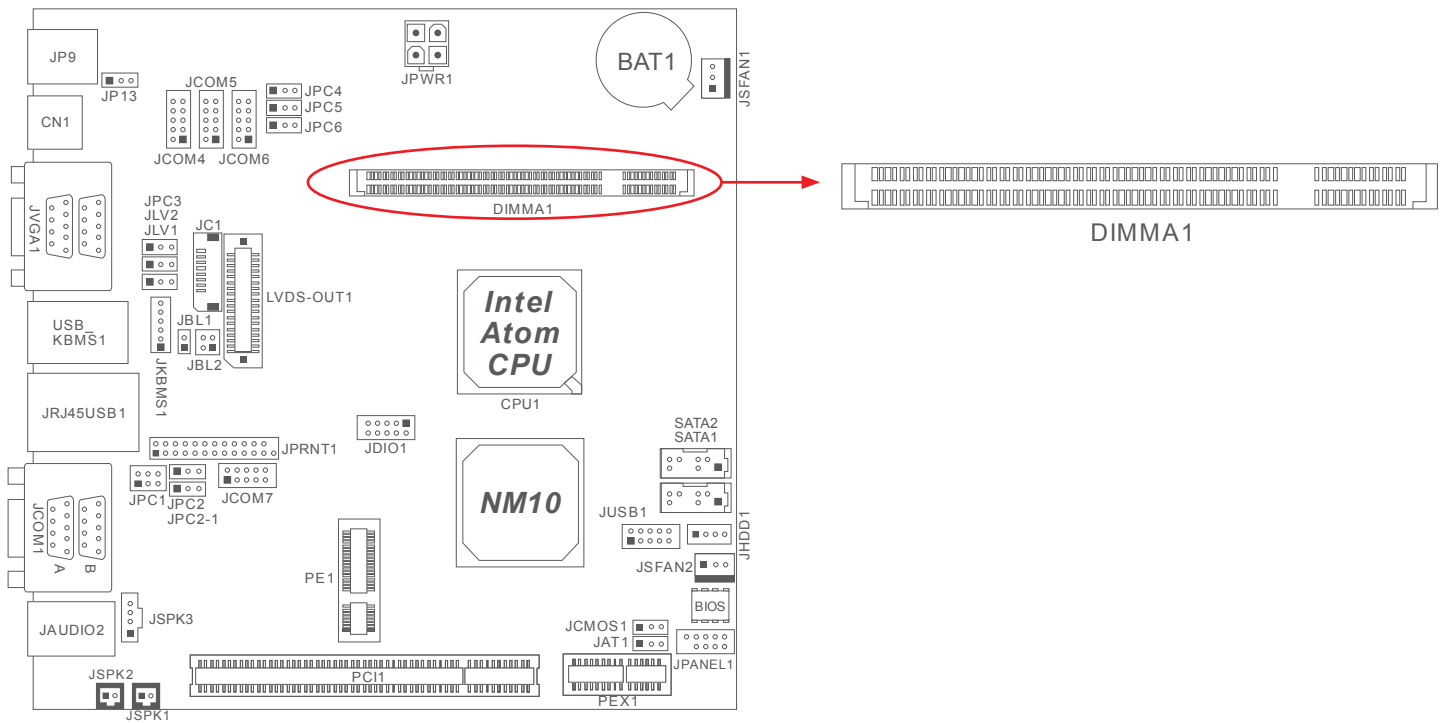 JP9
JP13
JPWR1
BAT1
JSFAN1
JCOM5
JPC4
JPC5
JPC6
CN1
JCOM4
JCOM6
DIMMA1
DIMMA1
JVGA1
JPC3
JLV2
JLV1
JC1
LVDS-OUT1
Intel
Atom
CPU
CPU1
USB_
KBMS1
JBL1
JBL2
JKBMS1
JRJ45USB1
JPRNT1
JDIO1
SATA2
SATA1
JPC1
JPC2
JPC2-1
JCOM7
NM10
JCOM1
A
B
JUSB1
JHDD1
JSFAN2
PE1
BIOS
JAUDIO2
JSPK3
JCMOS1
JAT1
JPANEL1
JSPK2
JSPK1
PCI1
PEX1